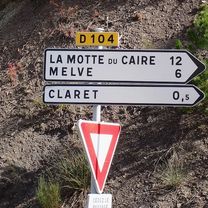 D 104
LA MOTTE DU CAIRE 12
MELVE 6
CLARET 0,5